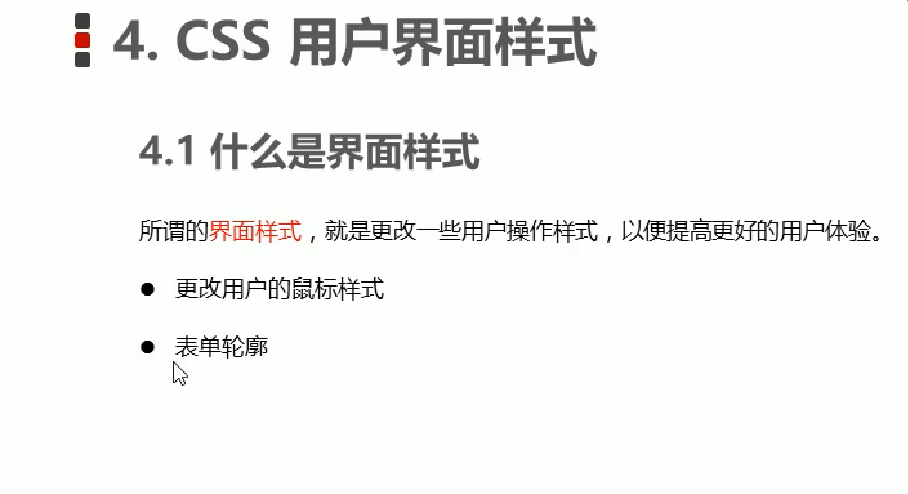 4. CSS 用户界面样式
4.1 什么是界面样式
所谓的界面样式，就是更改一些用户操作样式，以便提高更好的用户体验。
● 更改用户的鼠标样式
● 表单轮廓